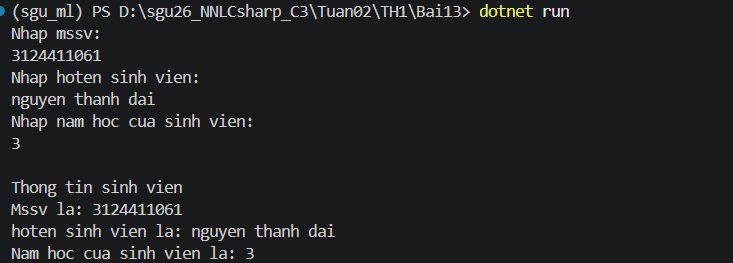 (sgu_ml) PS D:\sgu26_NNLCsharp_C3\Tuan02\TH1\Bai13> dotnet run
Nhap mssv:
3124411061
Nhap hoten sinh vien:
nguyen thanh dai
Nhap nam hoc cua sinh vien:
3

Thong tin sinh vien
Mssv la: 3124411061
hoten sinh vien la: nguyen thanh dai
Nam hoc cua sinh vien la: 3